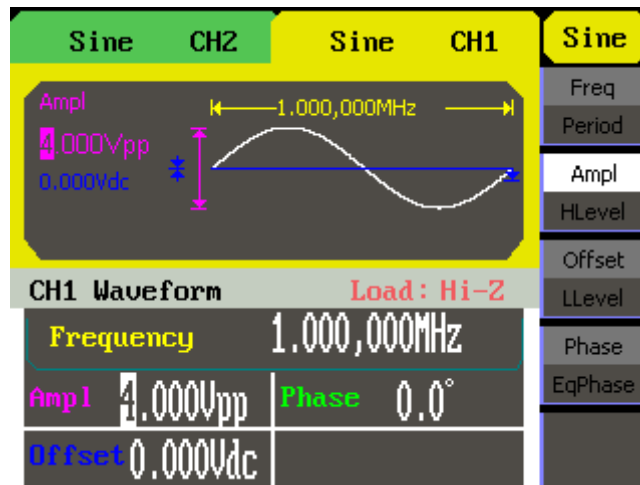 Sine CH2
Sine CH1
Sine
Ampl
4.000Vpp
0.000Vdc
1.000,000MHz
Freq
Period
Ampl
HLevel
Offset
LLevel
Phase
EqPhase
CH1 Waveform Load: Hi-Z
Frequency 1.000,000MHz
Ampl 4.000Vpp Phase 0.0°
Offset 0.000Vdc